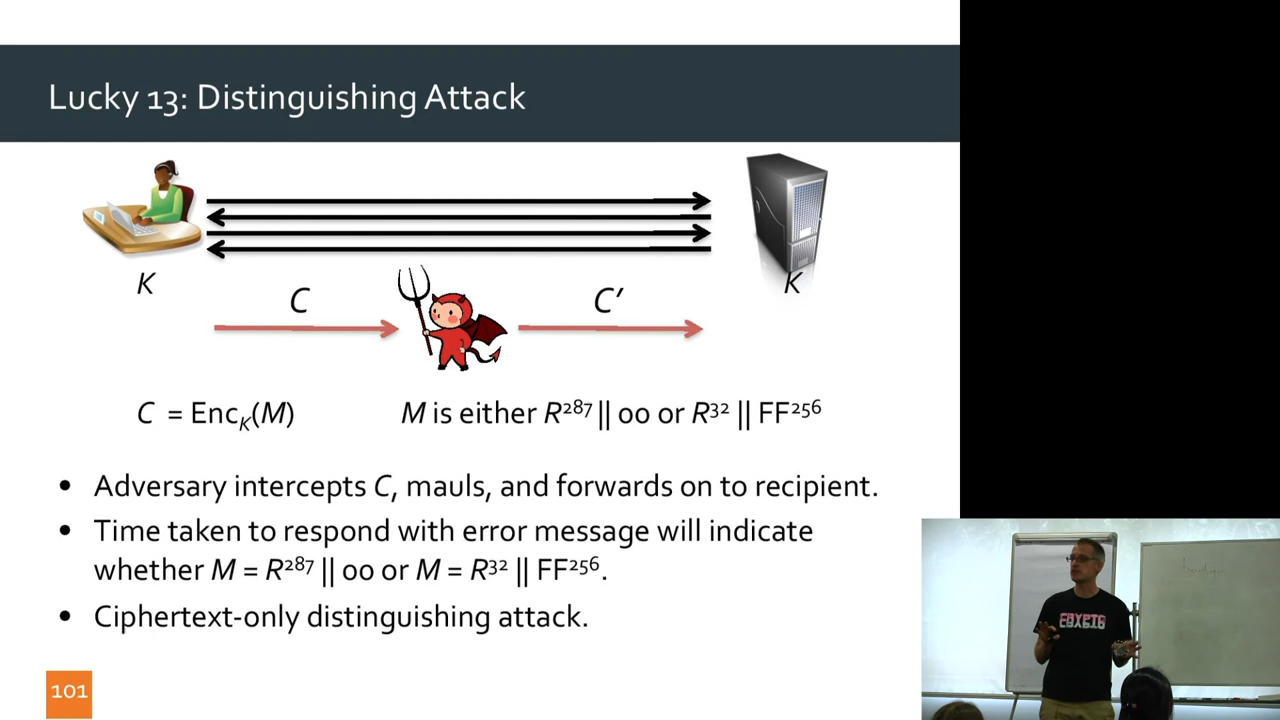 Lucky 13: Distinguishing Attack
K
K
C
C′
C = Enc_K(M)
M is either R²⁸⁷ || 00 or R³² || FF²⁵⁶
• Adversary intercepts C, mauls, and forwards on to recipient.
• Time taken to respond with error message will indicate
whether M = R²⁸⁷ || 00 or M = R³² || FF²⁵⁶.
• Ciphertext-only distinguishing attack.
101